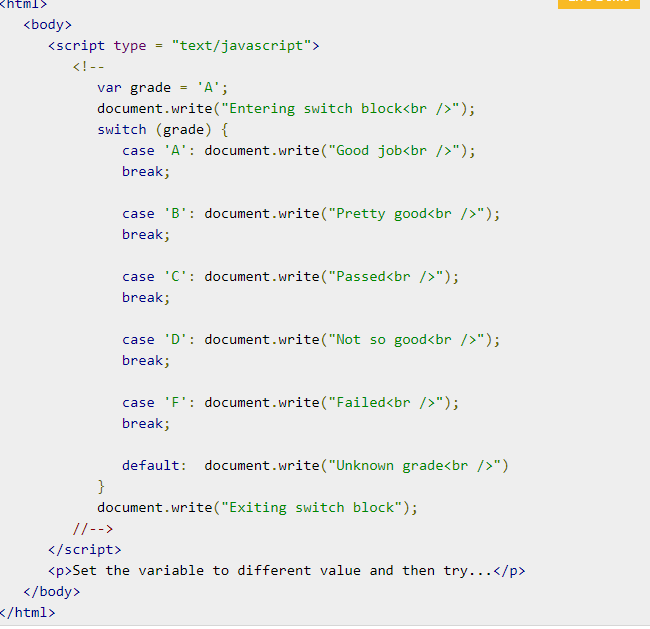 <html>
<body>
<script type = "text/javascript">
<!--
var grade = 'A';
document.write("Entering switch block<br />");
switch (grade) {
case 'A': document.write("Good job<br />");
break;
case 'B': document.write("Pretty good<br />");
break;
case 'C': document.write("Passed<br />");
break;
case 'D': document.write("Not so good<br />");
break;
case 'F': document.write("Failed<br />");
break;
default:  document.write("Unknown grade<br />")
}
document.write("Exiting switch block");
//-->
</script>
<p>Set the variable to different value and then try...</p>
</body>
</html>